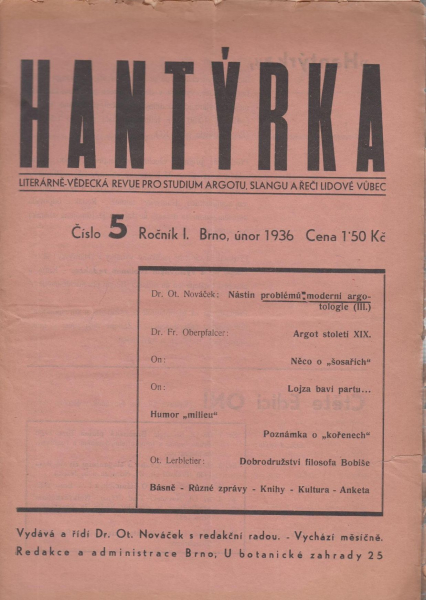 HANTÝRKA
LITERÁRNĚ-VĚDECKÁ REVUE PRO STUDIUM ARGOTU, SLANGU A ŘEČI LIDOVÉ VŮBEC
Číslo 5 Ročník I. Brno, únor 1936 Cena 1·50 Kč
Dr. Ot. Nováček: Nástin problémů moderní argo-
tologie (III.)
Dr. Fr. Oberpfalcer: Argot století XIX.
On: Něco o „šosařích"
On: Lojza baví partu...
Humor „milieu"
Poznámka o „kořenech"
Ot. Lerbletier: Dobrodružství filosofa Bobiše
Básně - Různé zprávy - Knihy - Kultura - Anketa
Vydává a řídí Dr. Ot. Nováček s redakční radou. - Vychází měsíčně.
Redakce a administrace Brno, U botanické zahrady 25